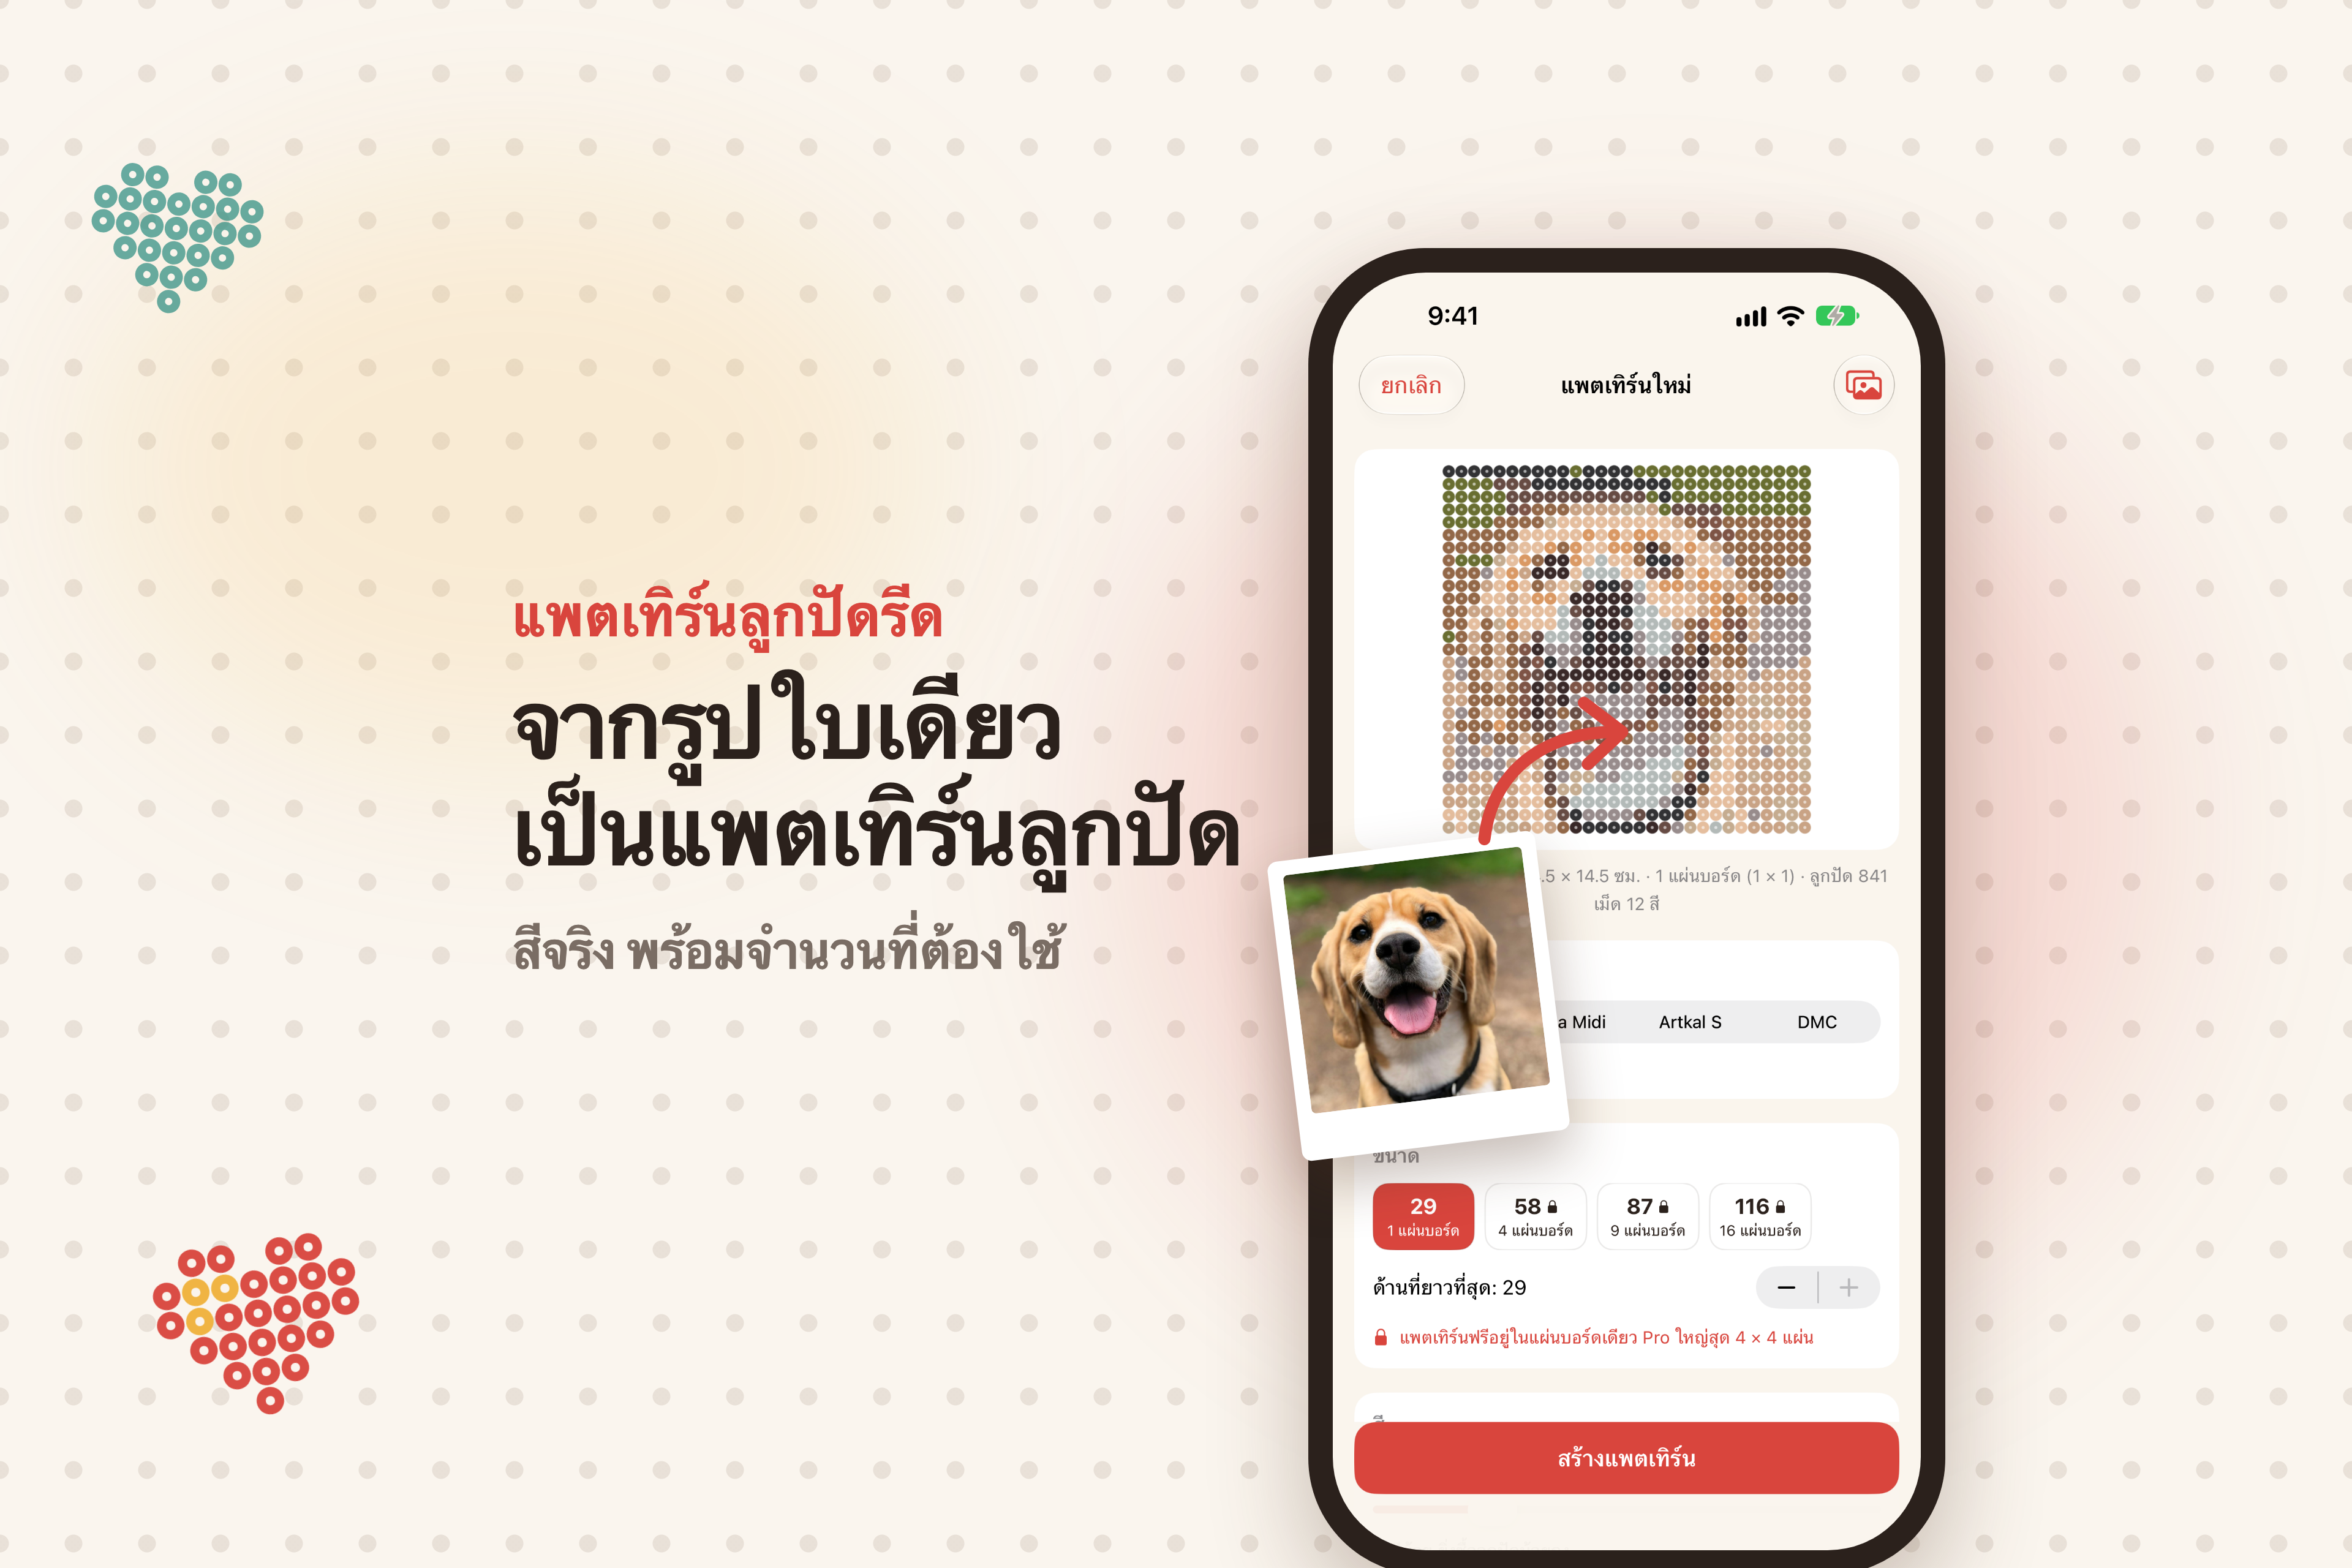 แพตเทิร์นลูกปัดรีด
จากรูปใบเดียว
เป็นแพตเทิร์นลูกปัด
สีจริง พร้อมจำนวนที่ต้องใช้
9:41
ยกเลิก
แพตเทิร์นใหม่
.5 × 14.5 ซม. · 1 แผ่นบอร์ด (1 × 1) · ลูกปัด 841
เม็ด 12 สี
a Midi
Artkal S
DMC
ขนาด
29
1 แผ่นบอร์ด
58
4 แผ่นบอร์ด
87
9 แผ่นบอร์ด
116
16 แผ่นบอร์ด
ด้านที่ยาวที่สุด: 29
แพตเทิร์นฟรีอยู่ในแผ่นบอร์ดเดียว Pro ใหญ่สุด 4 × 4 แผ่น
สร้างแพตเทิร์น